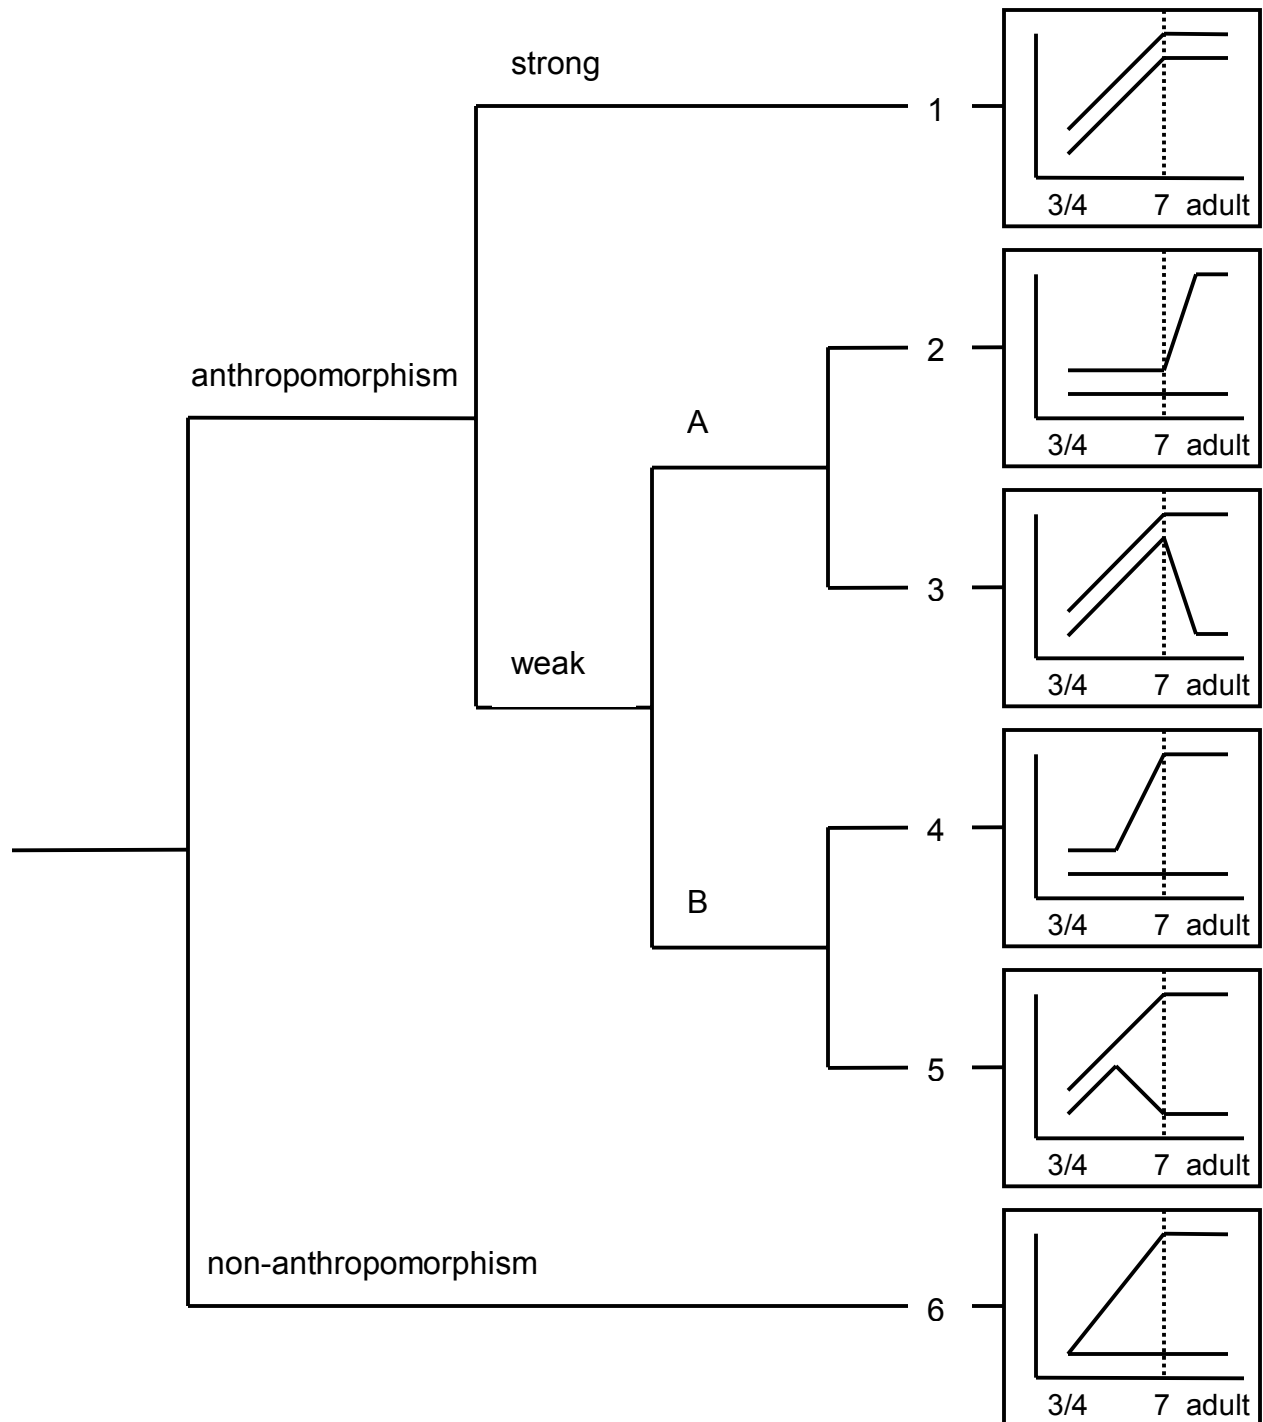 strong
1
3/4 7 adult
anthropomorphism
2
3/4 7 adult
A
3
3/4 7 adult
weak
4
3/4 7 adult
B
5
3/4 7 adult
non-anthropomorphism
6
3/4 7 adult